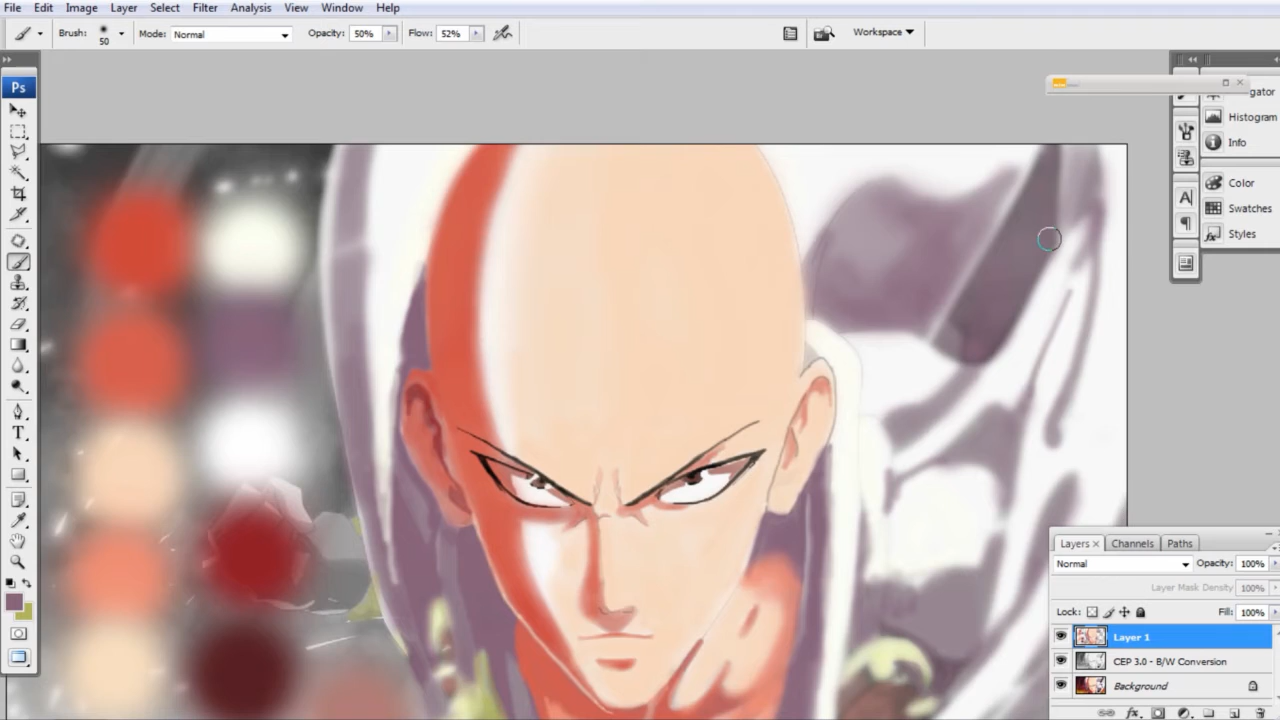 File Edit Image Layer Select Filter Analysis View Window Help
Brush: 50 Mode: Normal Opacity: 50% Flow: 52% Workspace
Ps
gator
Histogram
Info
Color
Swatches
Styles
A
T
Layers Channels Paths
Normal Opacity: 100%
Layer Mask Density: 100%
Lock: Fill: 100%
Layer 1
CEP 3.0 - B/W Conversion
Background
fx